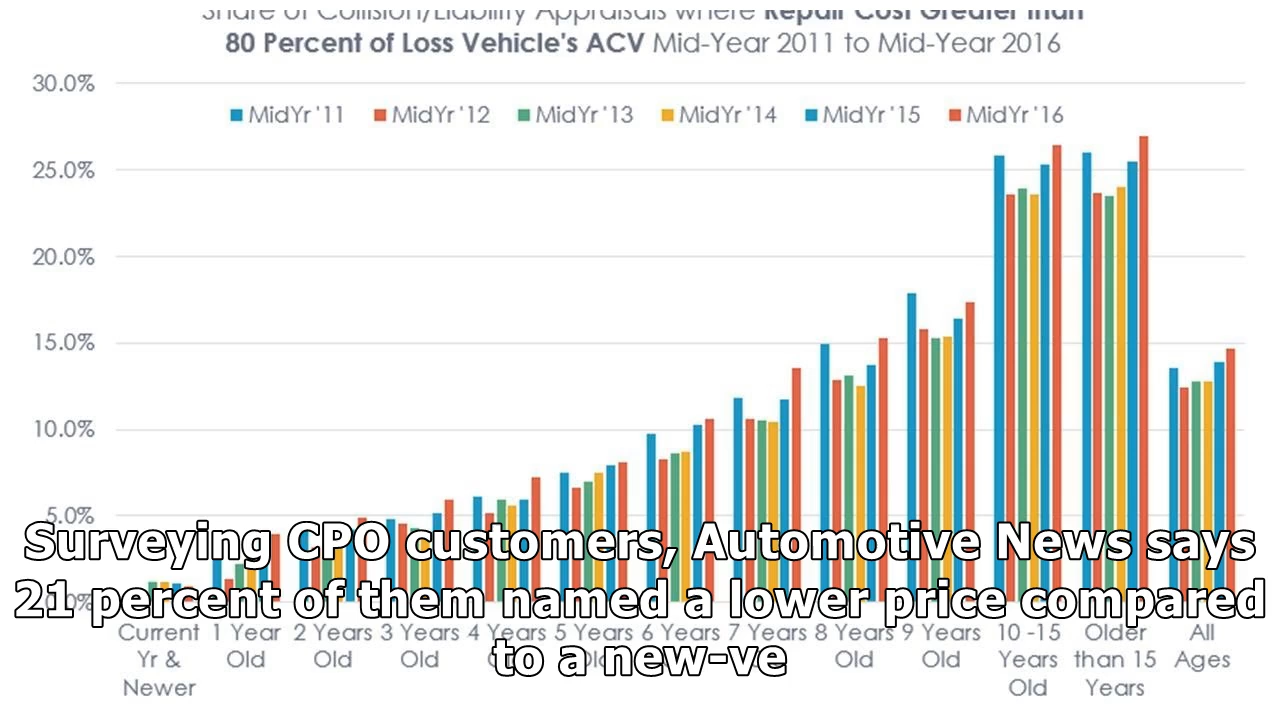 Share of Collision/Liability Appraisals where Repair Cost Greater than
80 Percent of Loss Vehicle's ACV Mid-Year 2011 to Mid-Year 2016
30.0%
MidYr '11 MidYr '12 MidYr '13 MidYr '14 MidYr '15 MidYr '16
25.0%
20.0%
15.0%
10.0%
5.0%
Surveying CPO customers, Automotive News says
21 percent of them named a lower price compared
to a new-ve
Current Yr & Newer
1 Year Old
2 Years Old
3 Years Old
4 Years
5 Years Old
6 Years
7 Years
8 Years Old
9 Years Old
10 -15 Years Old
Older than 15 Years
All Ages